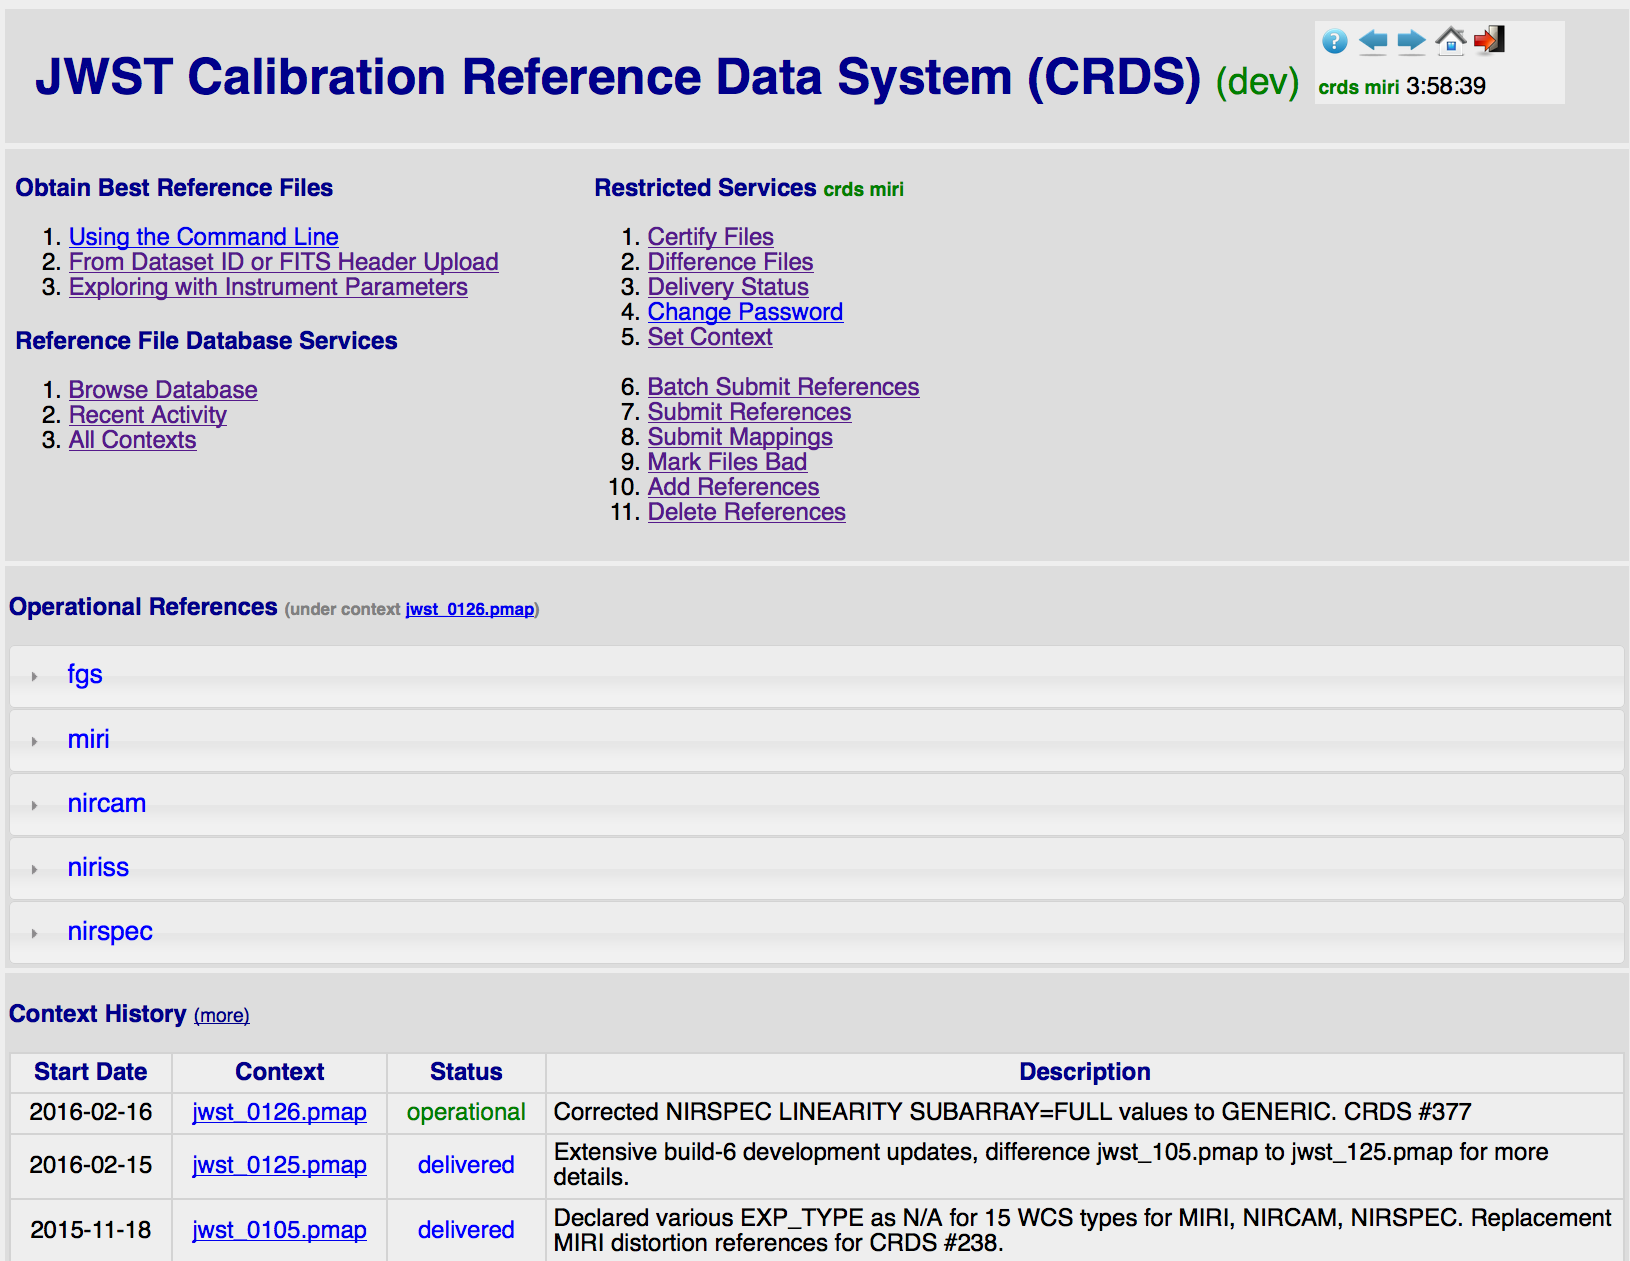 JWST Calibration Reference Data System (CRDS) (dev)
crds miri 3:58:39
Obtain Best Reference Files
1. Using the Command Line
2. From Dataset ID or FITS Header Upload
3. Exploring with Instrument Parameters
Reference File Database Services
1. Browse Database
2. Recent Activity
3. All Contexts
Restricted Services crds miri
1. Certify Files
2. Difference Files
3. Delivery Status
4. Change Password
5. Set Context
6. Batch Submit References
7. Submit References
8. Submit Mappings
9. Mark Files Bad
10. Add References
11. Delete References
Operational References (under context jwst_0126.pmap)
fgs
miri
nircam
niriss
nirspec
Context History (more)
Start Date Context Status Description
2016-02-16 jwst_0126.pmap operational Corrected NIRSPEC LINEARITY SUBARRAY=FULL values to GENERIC. CRDS #377
2016-02-15 jwst_0125.pmap delivered Extensive build-6 development updates, difference jwst_105.pmap to jwst_125.pmap for more
details.
2015-11-18 jwst_0105.pmap delivered Declared various EXP_TYPE as N/A for 15 WCS types for MIRI, NIRCAM, NIRSPEC. Replacement
MIRI distortion references for CRDS #238.